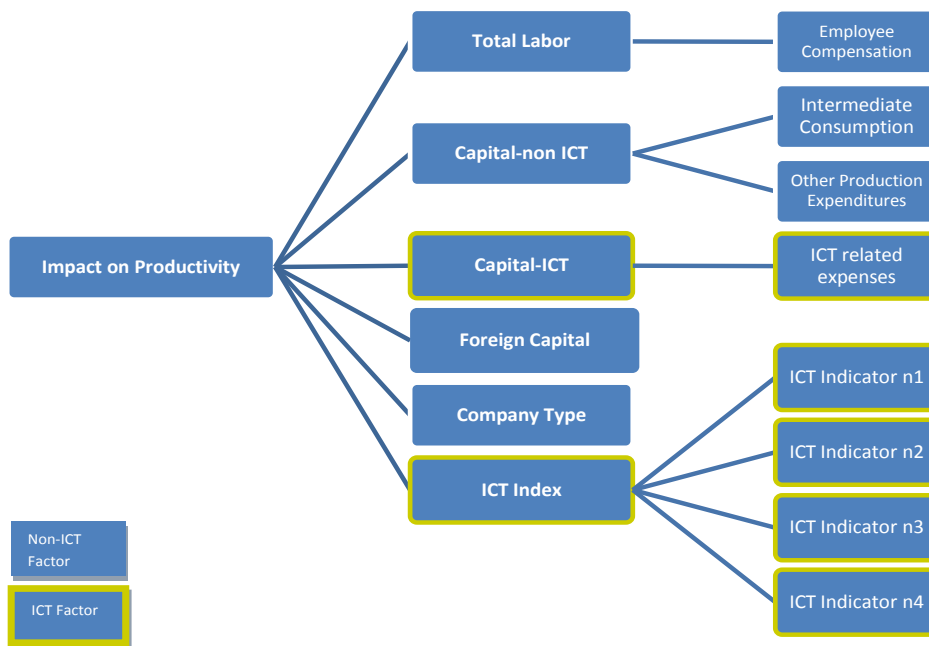 Total Labor
Employee
Compensation
Intermediate
Consumption
Capital-non ICT
Other Production
Expenditures
Impact on Productivity
Capital-ICT
ICT related
expenses
Foreign Capital
ICT Indicator n1
Company Type
ICT Indicator n2
ICT Index
ICT Indicator n3
Non-ICT
Factor
ICT Indicator n4
ICT Factor